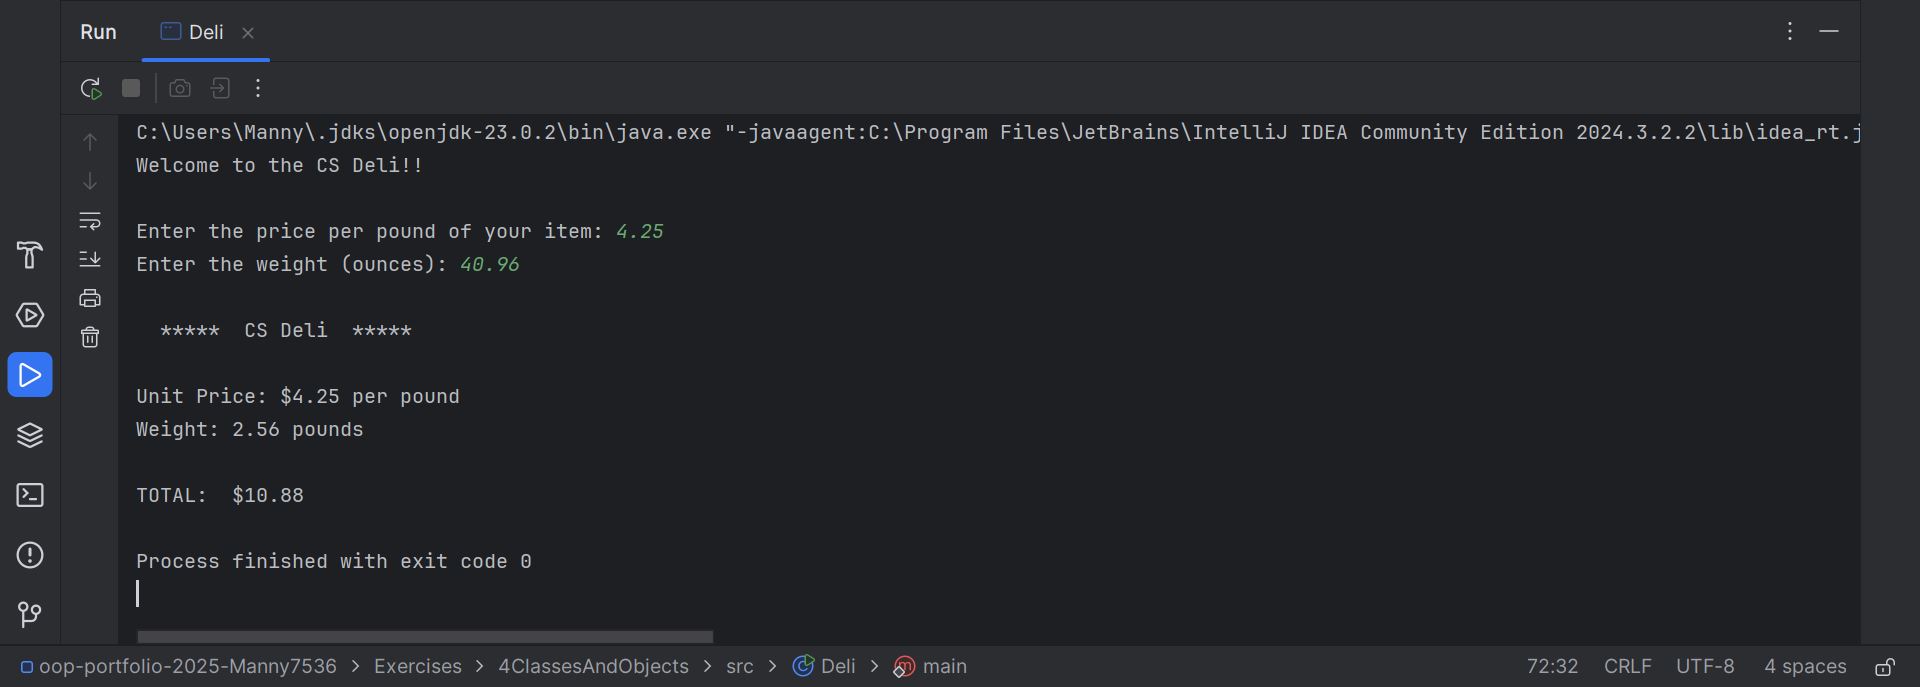 Run Deli
C:\Users\Manny\.jdks\openjdk-23.0.2\bin\java.exe "-javaagent:C:\Program Files\JetBrains\IntelliJ IDEA Community Edition 2024.3.2.2\lib\idea_rt.j
Welcome to the CS Deli!!
Enter the price per pound of your item: 4.25
Enter the weight (ounces): 40.96
***** CS Deli *****
Unit Price: $4.25 per pound
Weight: 2.56 pounds
TOTAL: $10.88
Process finished with exit code 0
oop-portfolio-2025-Manny7536 > Exercises > 4ClassesAndObjects > src > Deli > main 72:32 CRLF UTF-8 4 spaces